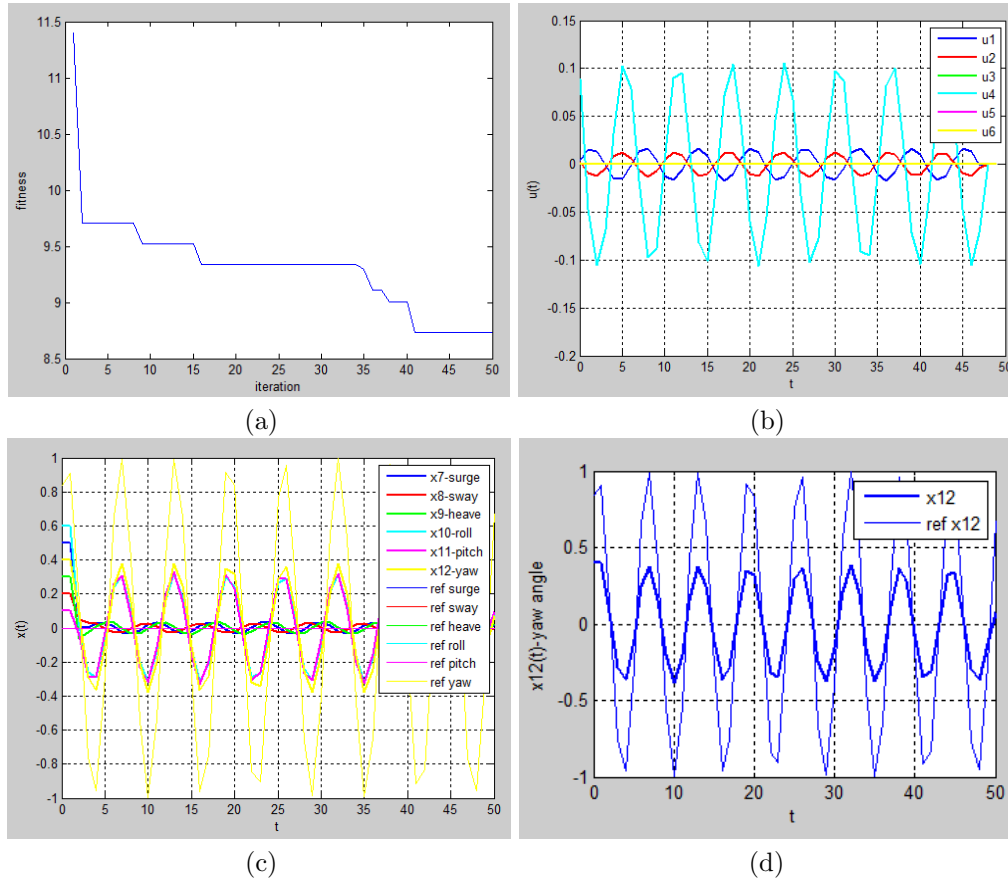 11.5
11
10.5
10
9.5
9
8.5
0 5 10 15 20 25 30 35 40 45 50
fitness
iteration
(a)
0.15
0.1
0.05
0
-0.05
-0.1
-0.15
-0.2
0 5 10 15 20 25 30 35 40 45 50
u(t)
t
u1
u2
u3
u4
u5
u6
(b)
1
0.8
0.6
0.4
0.2
0
-0.2
-0.4
-0.6
-0.8
-1
0 5 10 15 20 25 30 35 40 45 50
x(t)
t
x7-surge
x8-sway
x9-heave
x10-roll
x11-pitch
x12-yaw
ref surge
ref sway
ref heave
ref roll
ref pitch
ref yaw
(c)
1
0.5
0
-0.5
-1
0 10 20 30 40 50
x12(t)-yaw angle
t
x12
ref x12
(d)